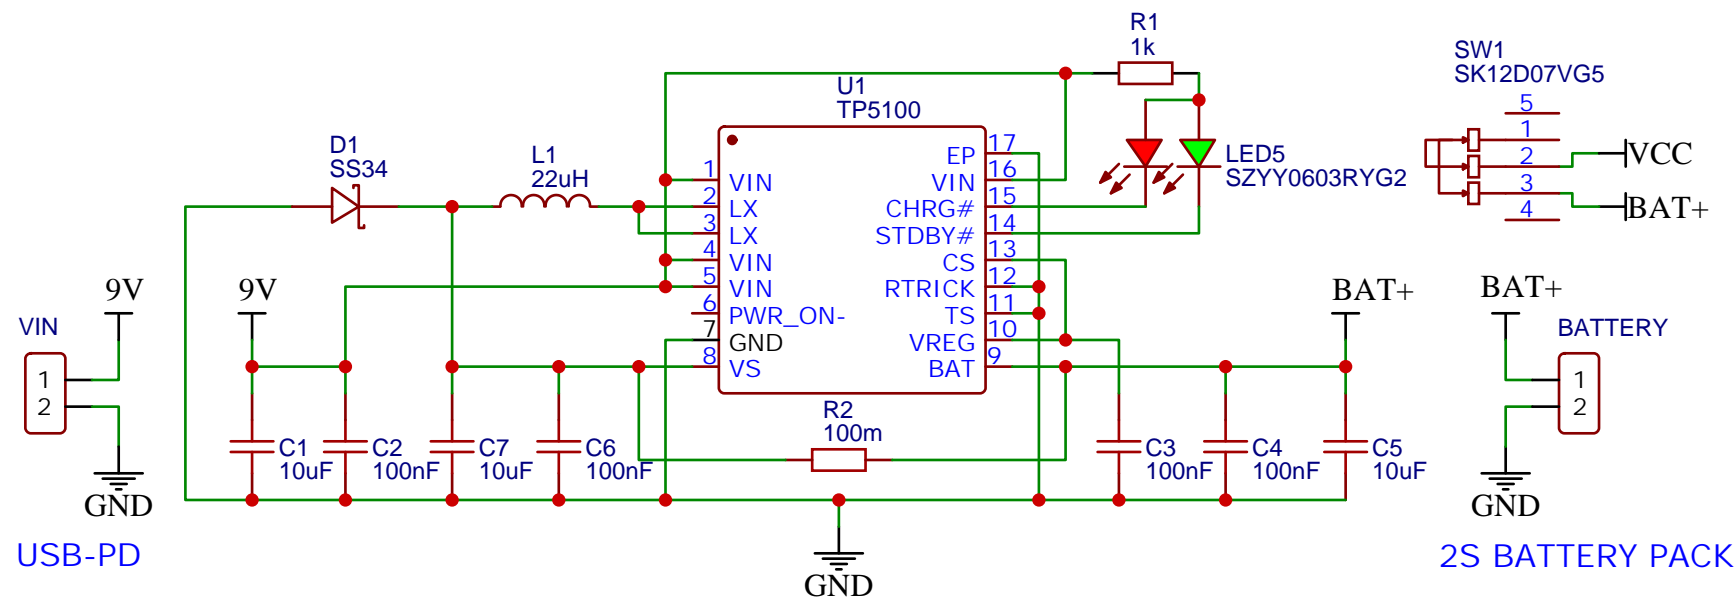 R1
1k
SW1
SK12D07VG5
5
1
2
3
4
VCC
BAT+
U1
TP5100
D1
SS34
L1
22uH
1
VIN
2
LX
3
LX
4
VIN
5
VIN
6
PWR_ON-
7
GND
8
VS
17
EP
16
VIN
15
CHRG#
14
STDBY#
13
CS
12
RTRICK
11
TS
10
VREG
9
BAT
LED5
SZYY0603RYG2
9V
VIN
1
2
GND
USB-PD
9V
C1
10uF
C2
100nF
C7
10uF
C6
100nF
R2
100m
C3
100nF
C4
100nF
C5
10uF
BAT+
GND
BAT+
BATTERY
1
2
GND
2S BATTERY PACK